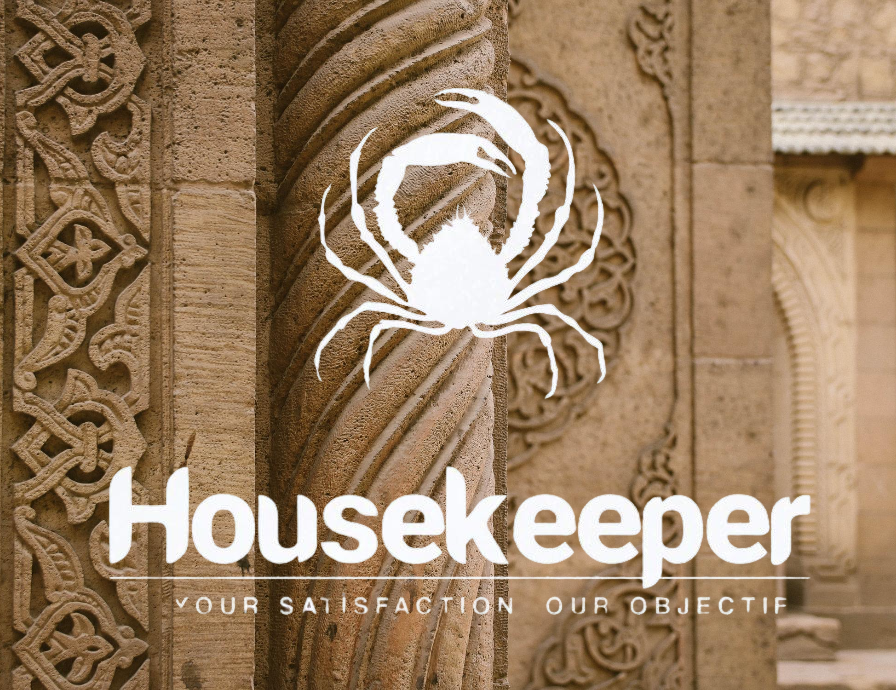 Housekeeper
YOUR SATISFACTION OUR OBJECTIF